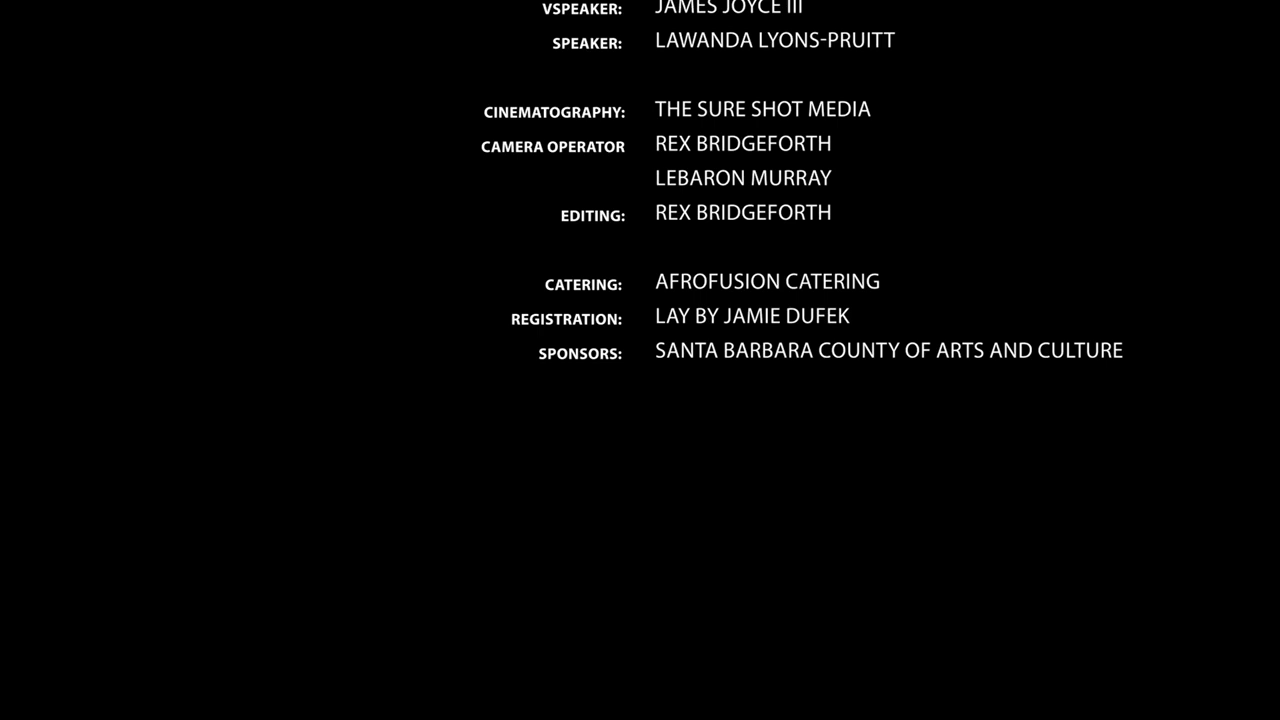 VSPEAKER: JAMES JOYCE III
SPEAKER: LAWANDA LYONS-PRUITT
CINEMATOGRAPHY: THE SURE SHOT MEDIA
CAMERA OPERATOR REX BRIDGEFORTH
LEBARON MURRAY
EDITING: REX BRIDGEFORTH
CATERING: AFROFUSION CATERING
REGISTRATION: LAY BY JAMIE DUFEK
SPONSORS: SANTA BARBARA COUNTY OF ARTS AND CULTURE